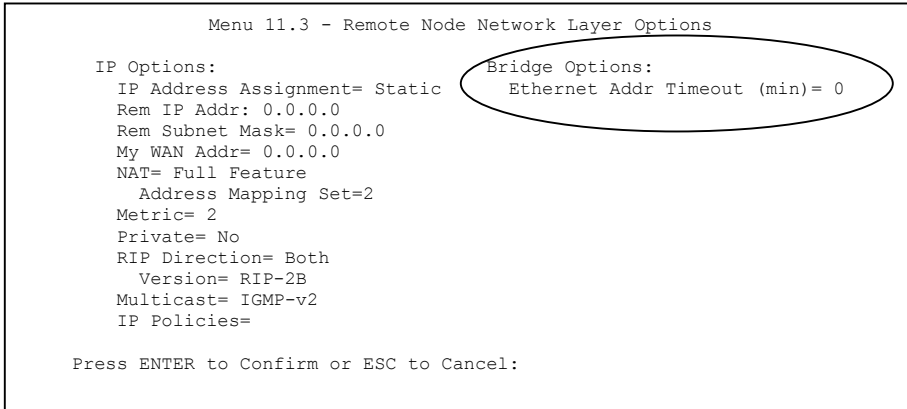 Menu 11.3 - Remote Node Network Layer Options
IP Options:
IP Address Assignment= Static
Rem IP Addr: 0.0.0.0
Rem Subnet Mask= 0.0.0.0
My WAN Addr= 0.0.0.0
NAT= Full Feature
Address Mapping Set=2
Metric= 2
Private= No
RIP Direction= Both
Version= RIP-2B
Multicast= IGMP-v2
IP Policies=
Bridge Options:
Ethernet Addr Timeout (min)= 0
Press ENTER to Confirm or ESC to Cancel: